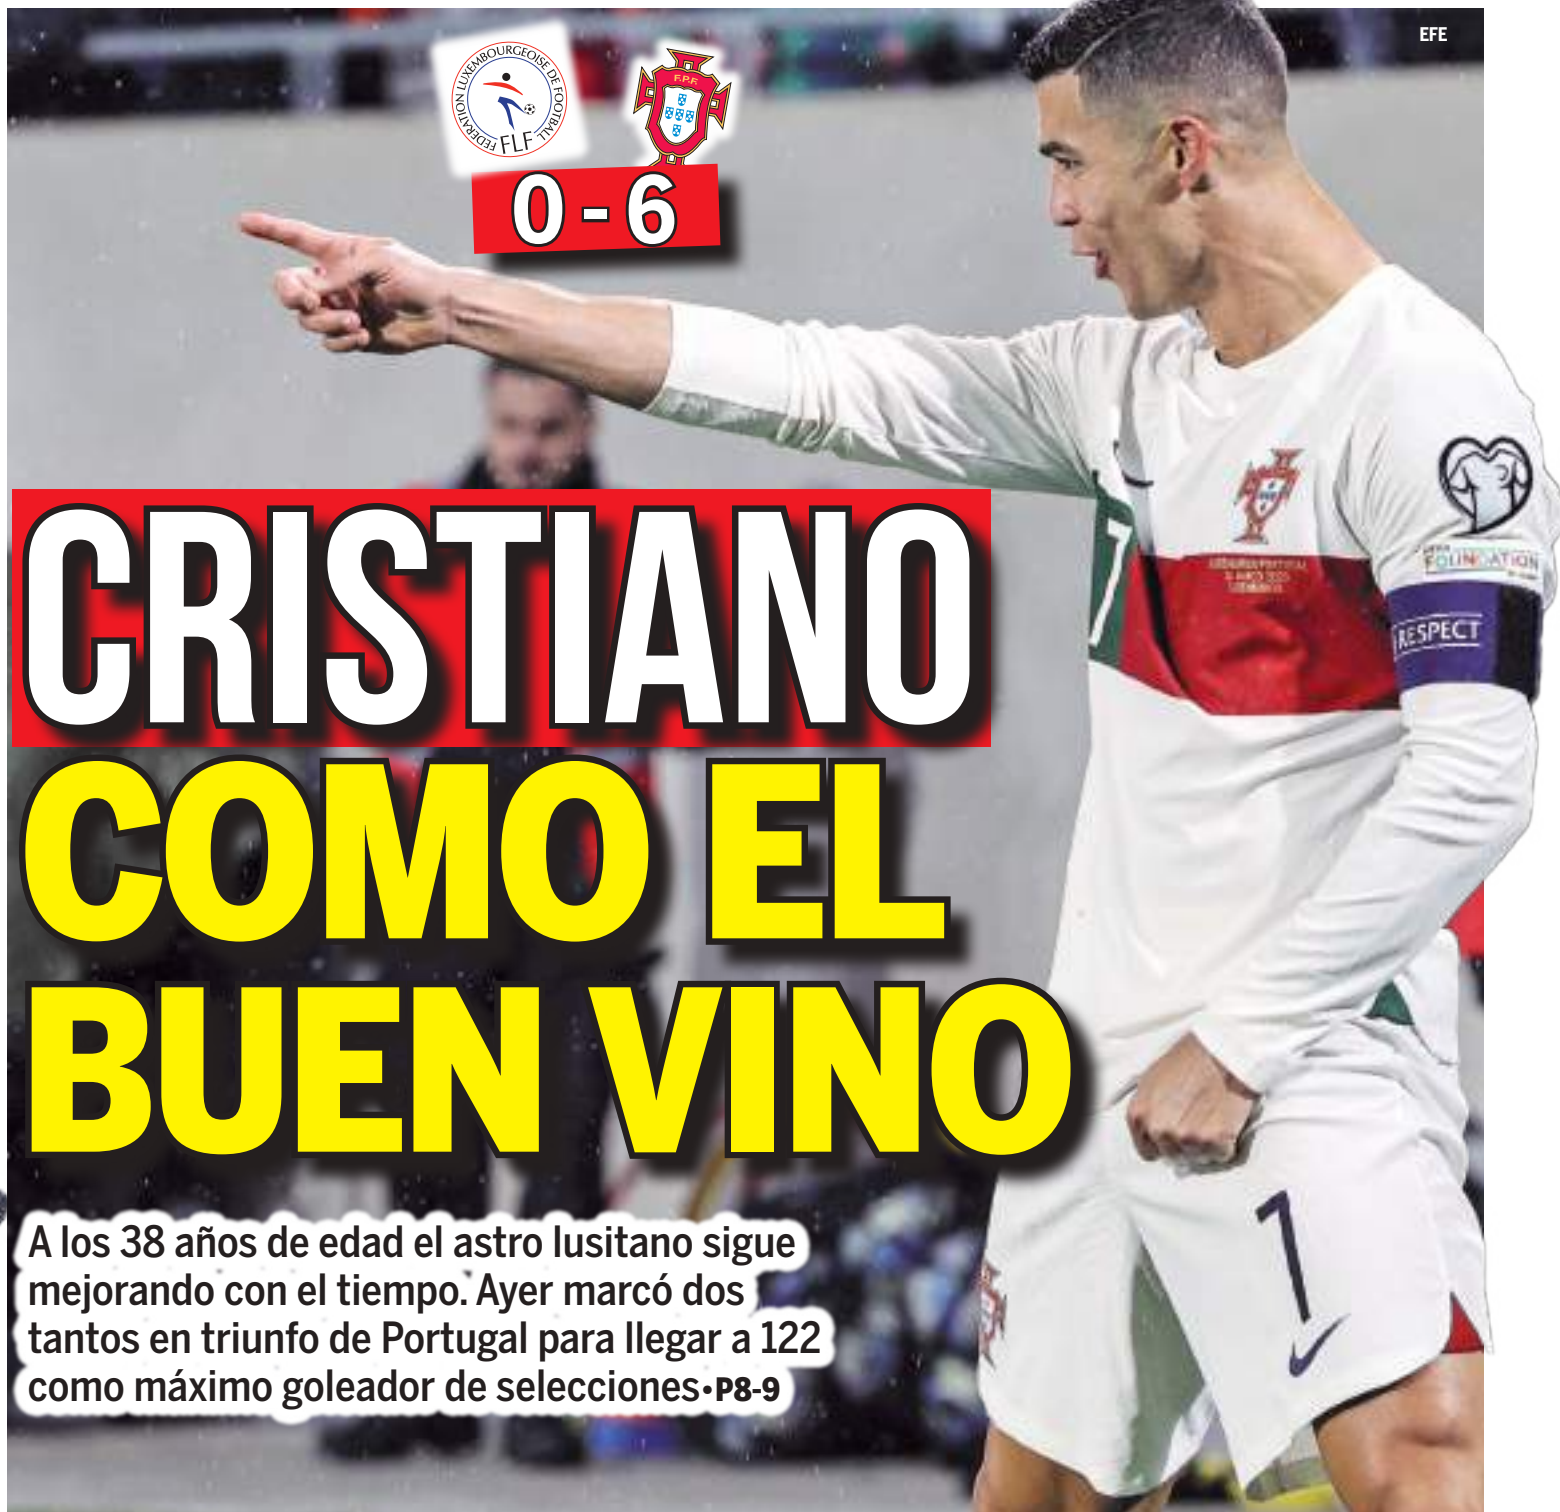 EFE
FEDERATION LUXEMBOURGEOISE DE FOOTBALL
FLF
F.P.F.
0 - 6
CRISTIANO
COMO EL
BUEN VINO
7
FOUNDATION
RESPECT
A los 38 años de edad el astro lusitano sigue
mejorando con el tiempo. Ayer marcó dos
tantos en triunfo de Portugal para llegar a 122
como máximo goleador de selecciones•P8-9
7